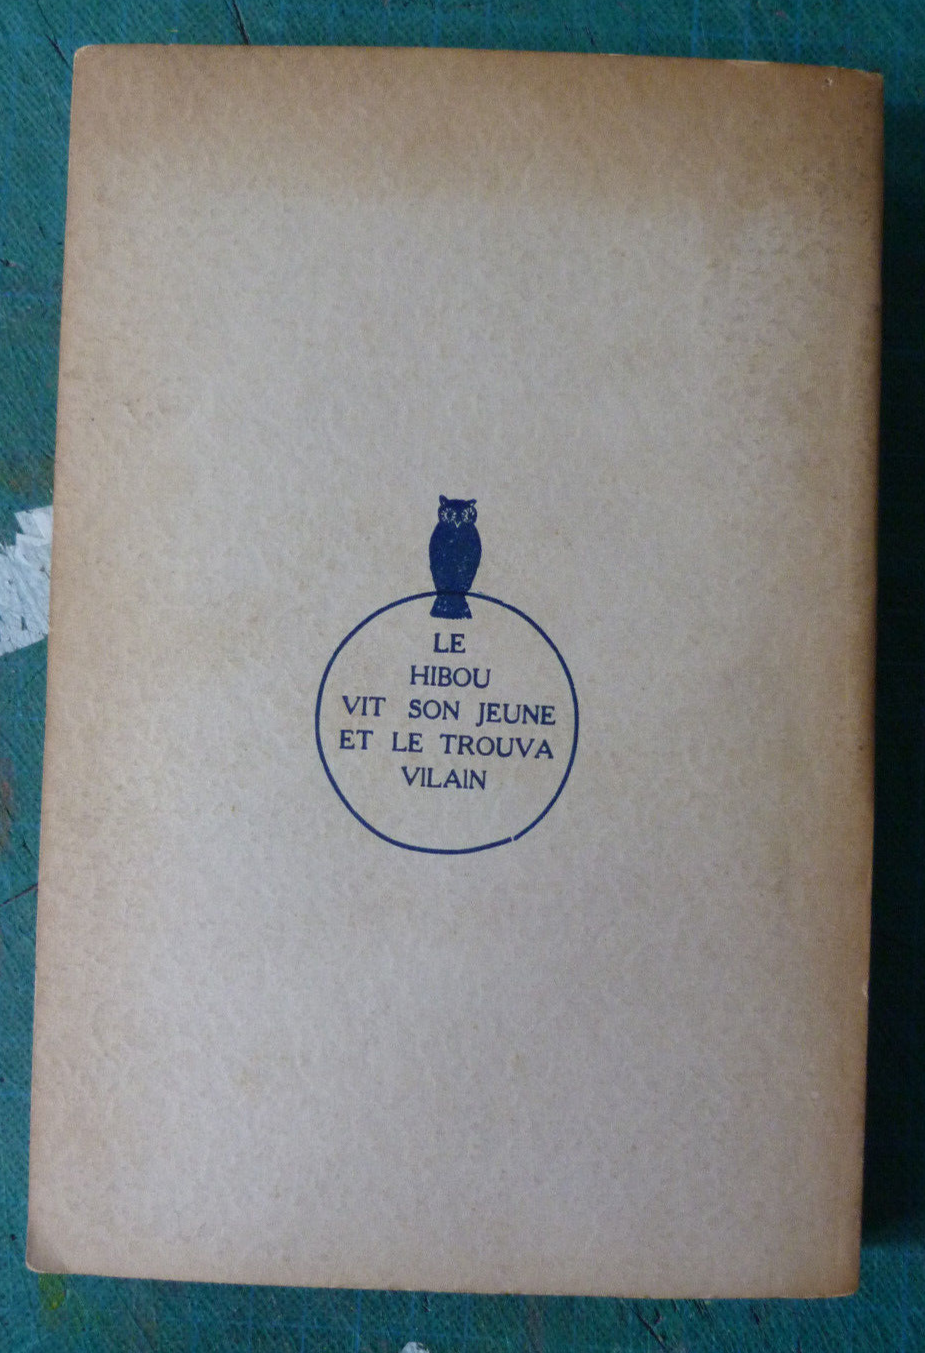 LE
HIBOU
VIT SON JEUNE
ET LE TROUVA
VILAIN